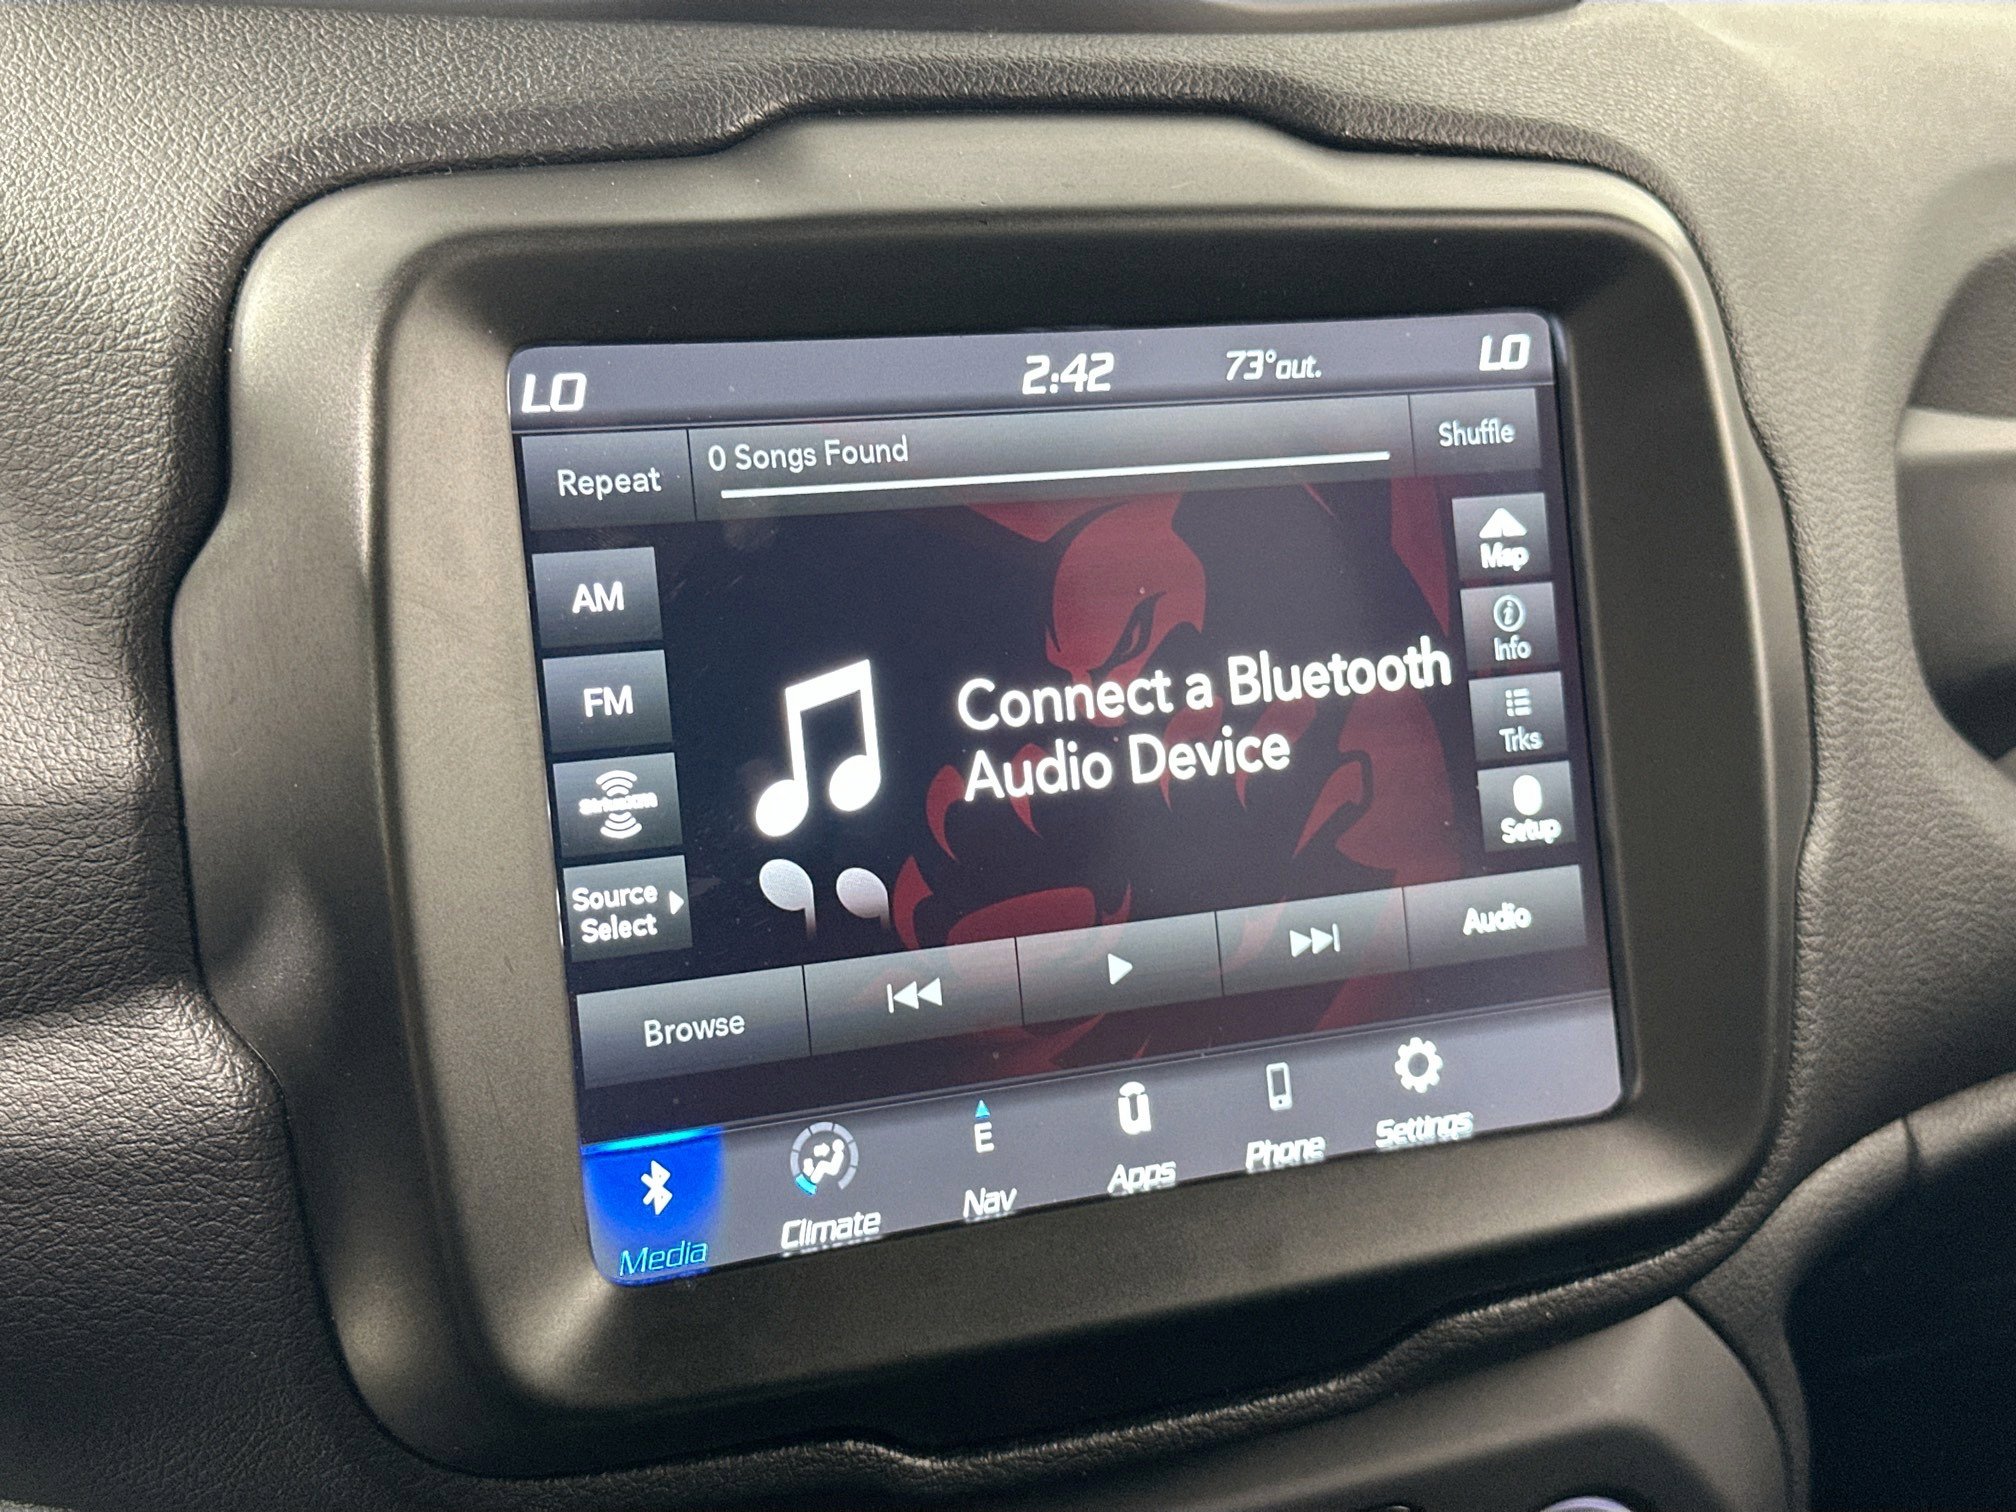 LO 2:42 73°out. LO
Repeat 0 Songs Found Shuffle
AM
FM
SiriusXM
Source
Select
Connect a Bluetooth
Audio Device
Map
Info
Trks
Setup
Browse
Audio
Media
Climate
E
Nav
Apps
Phone
Settings